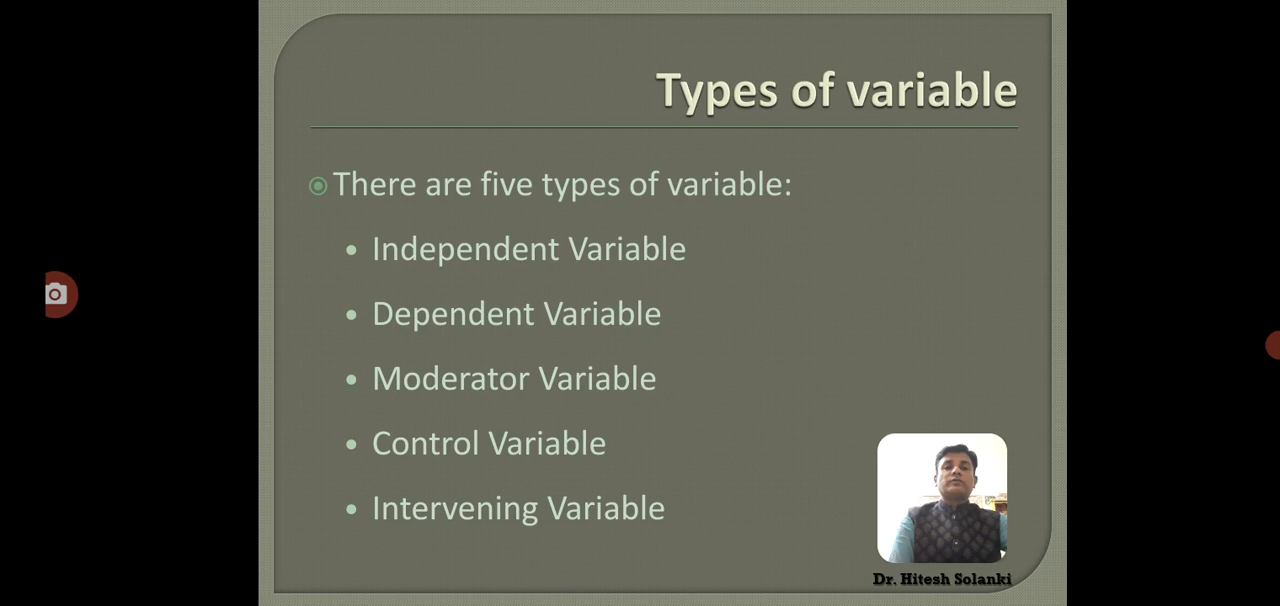 Types of variable
There are five types of variable:
Independent Variable
Dependent Variable
Moderator Variable
Control Variable
Intervening Variable
Dr. Hitesh Solanki